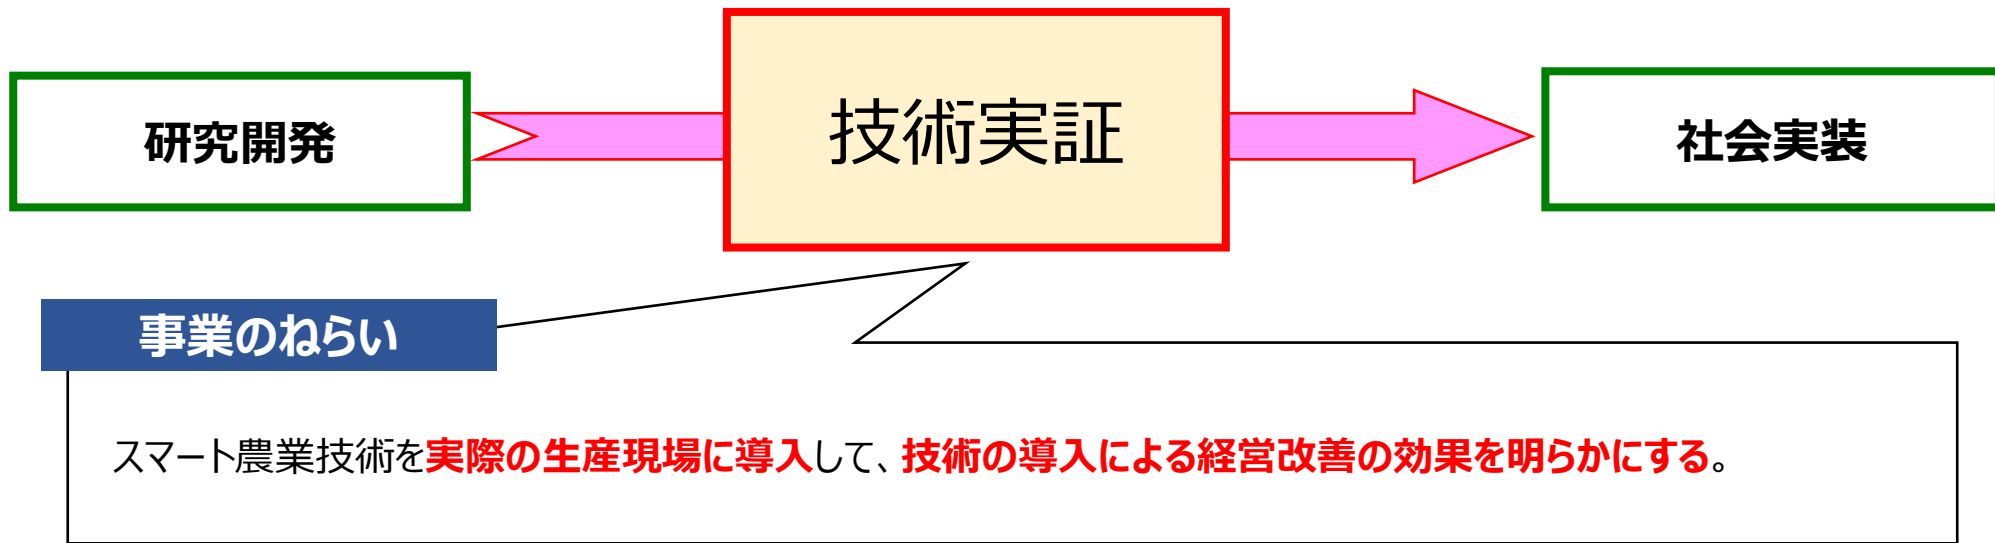 研究開発
技術実証
社会実装
事業のねらい
スマート農業技術を実際の生産現場に導入して、技術の導入による経営改善の効果を明らかにする。